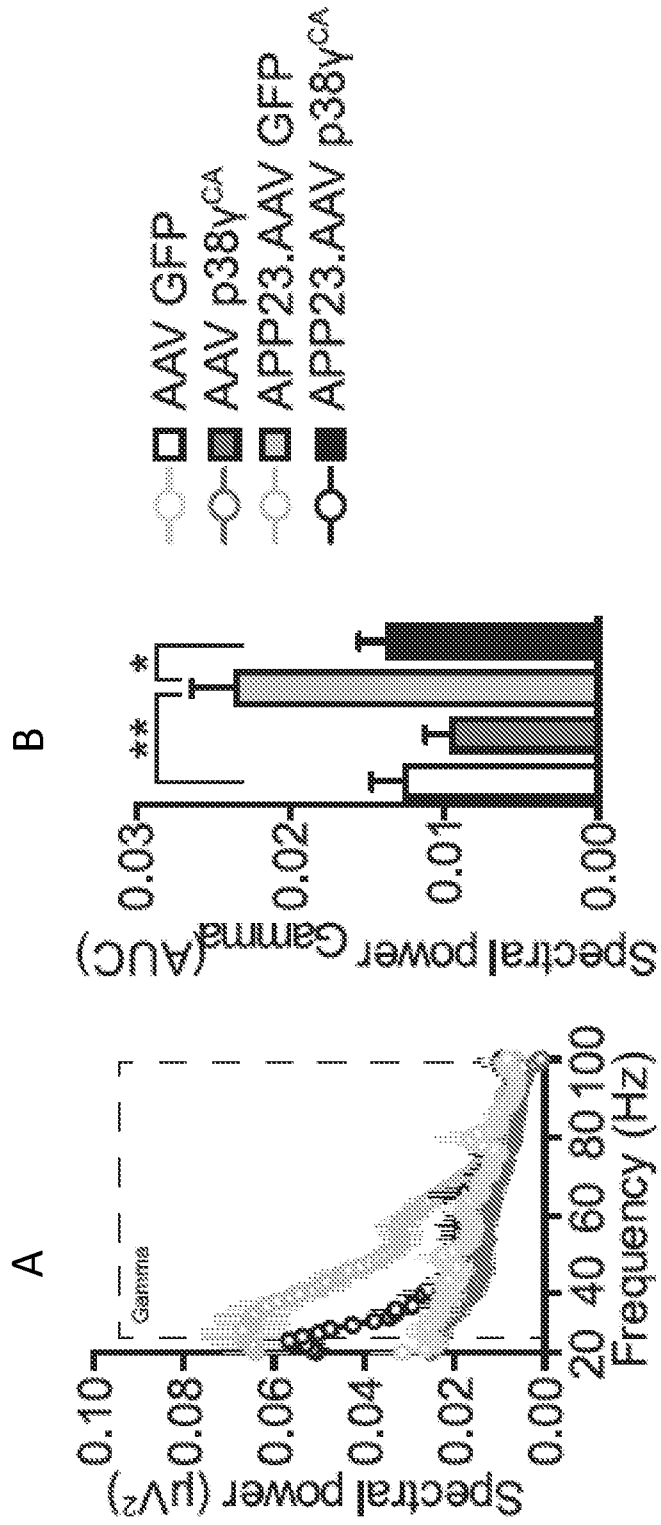 A
Spectral power (µV²)
0.10
0.08
0.06
0.04
0.02
0.00
Gamma
20 40 60 80 100
Frequency (Hz)
B
Spectral power
Gamma (AUC)
0.03
0.02
0.01
0.00
**
*
AAV GFP
AAV p38γCA
APP23.AAV GFP
APP23.AAV p38γCA